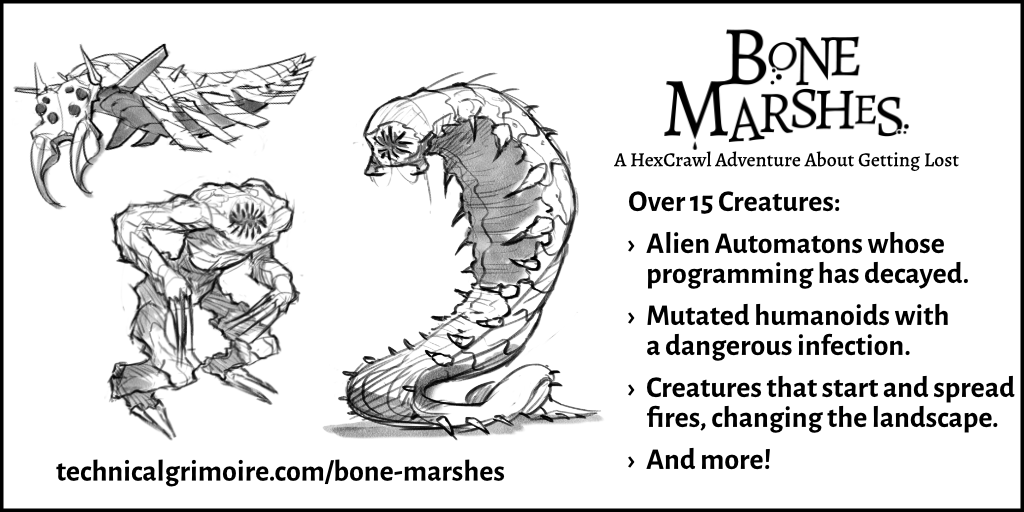 BONE
MARSHES
A HexCrawl Adventure About Getting Lost
Over 15 Creatures:
› Alien Automatons whose
programming has decayed.
› Mutated humanoids with
a dangerous infection.
› Creatures that start and spread
fires, changing the landscape.
› And more!
technicalgrimoire.com/bone-marshes